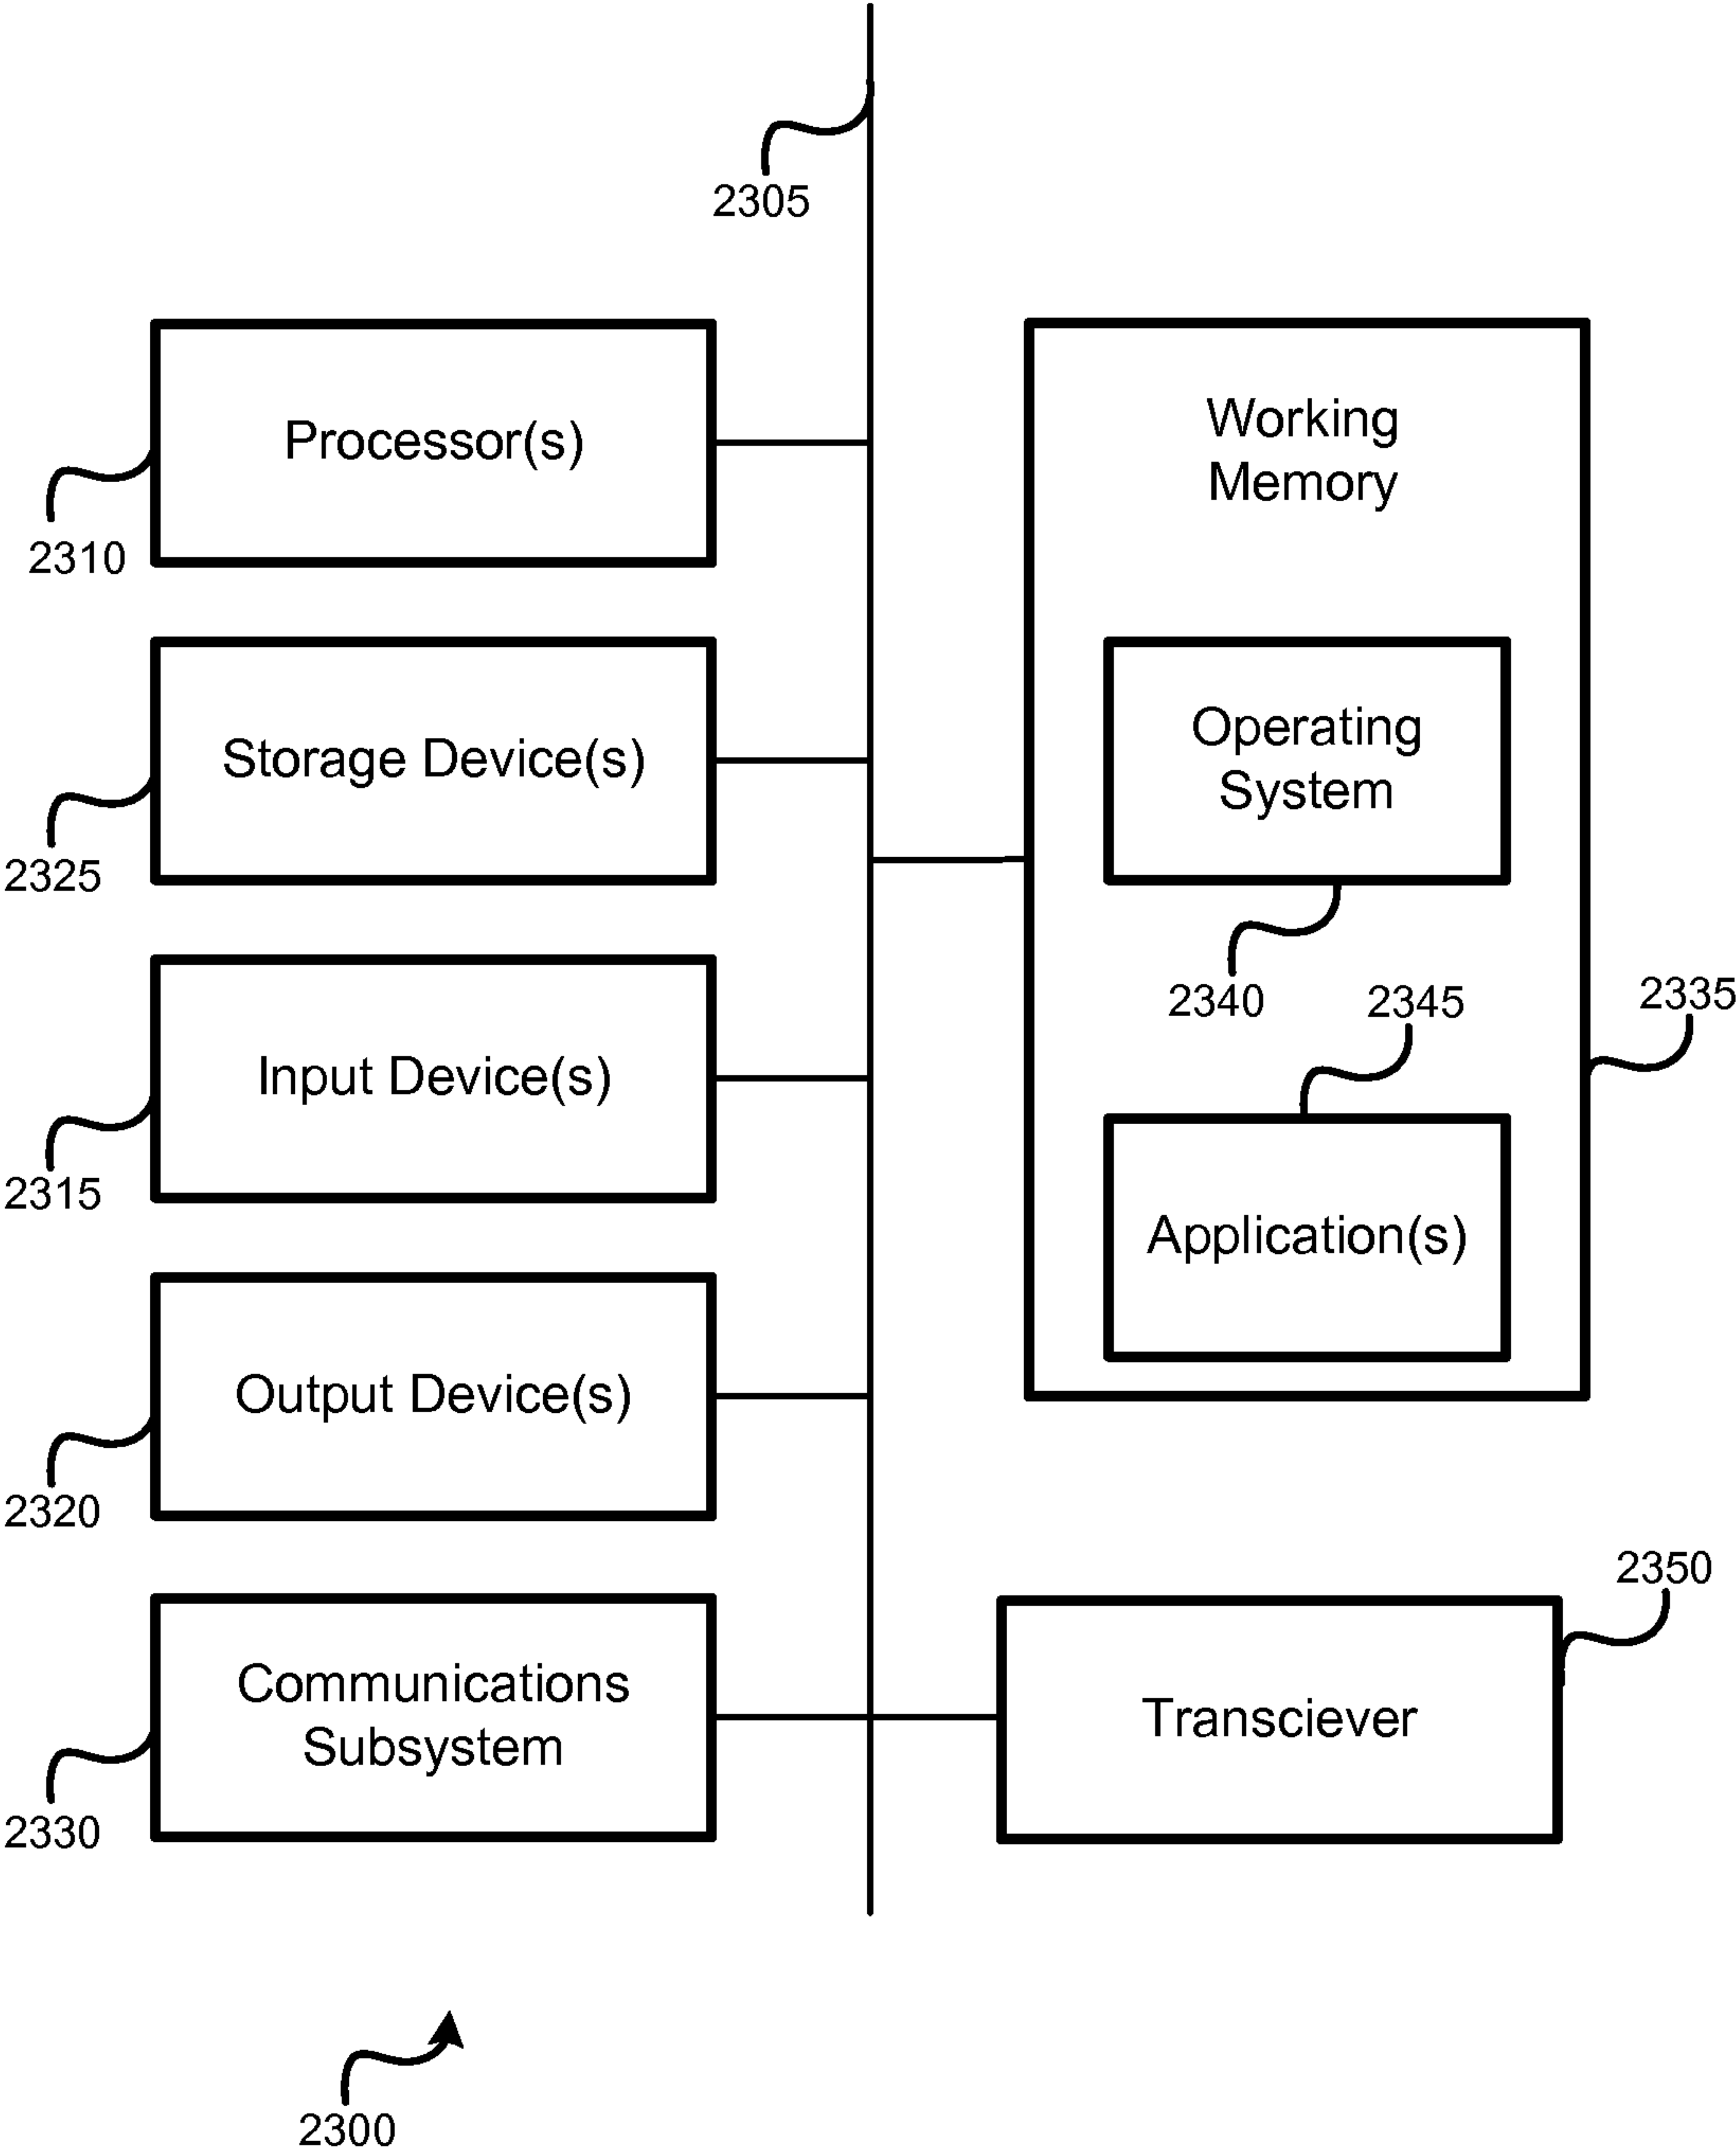 2305
Processor(s)
2310
Storage Device(s)
2325
Input Device(s)
2315
Output Device(s)
2320
Communications
Subsystem
2330
Working
Memory
Operating
System
2340
2345
2335
Application(s)
2350
Transciever
2300